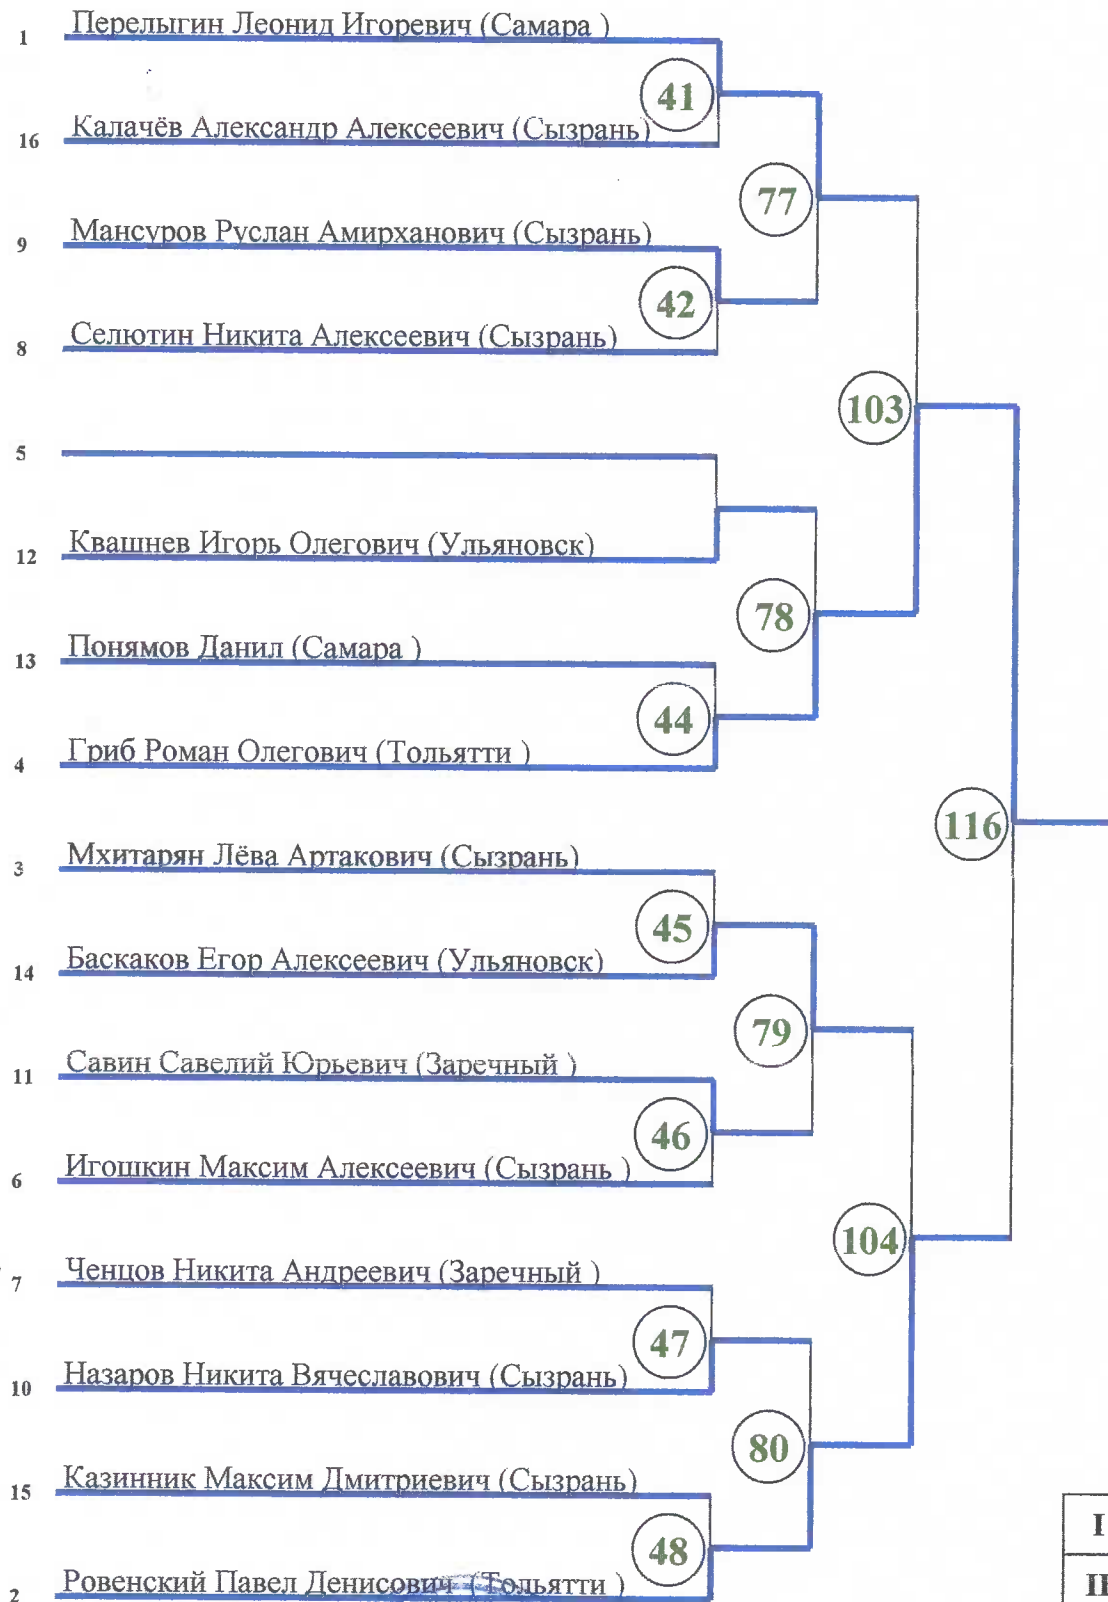 1 Перелыгин Леонид Игоревич (Самара )
41
16 Калачёв Александр Алексеевич (Сызрань)
77
9 Мансуров Руслан Амирханович (Сызрань)
42
8 Селютин Никита Алексеевич (Сызрань)
103
5
12 Квашнев Игорь Олегович (Ульяновск)
78
13 Понямов Данил (Самара )
44
4 Гриб Роман Олегович (Тольятти )
116
3 Мхитарян Лёва Артакович (Сызрань)
45
14 Баскаков Егор Алексеевич (Ульяновск)
79
11 Савин Савелий Юрьевич (Заречный )
46
6 Игошкин Максим Алексеевич (Сызрань )
104
7 Ченцов Никита Андреевич (Заречный )
47
10 Назаров Никита Вячеславович (Сызрань)
80
15 Казинник Максим Дмитриевич (Сызрань)
I
48
2 Ровенский Павел Денисович (Тольятти )
II